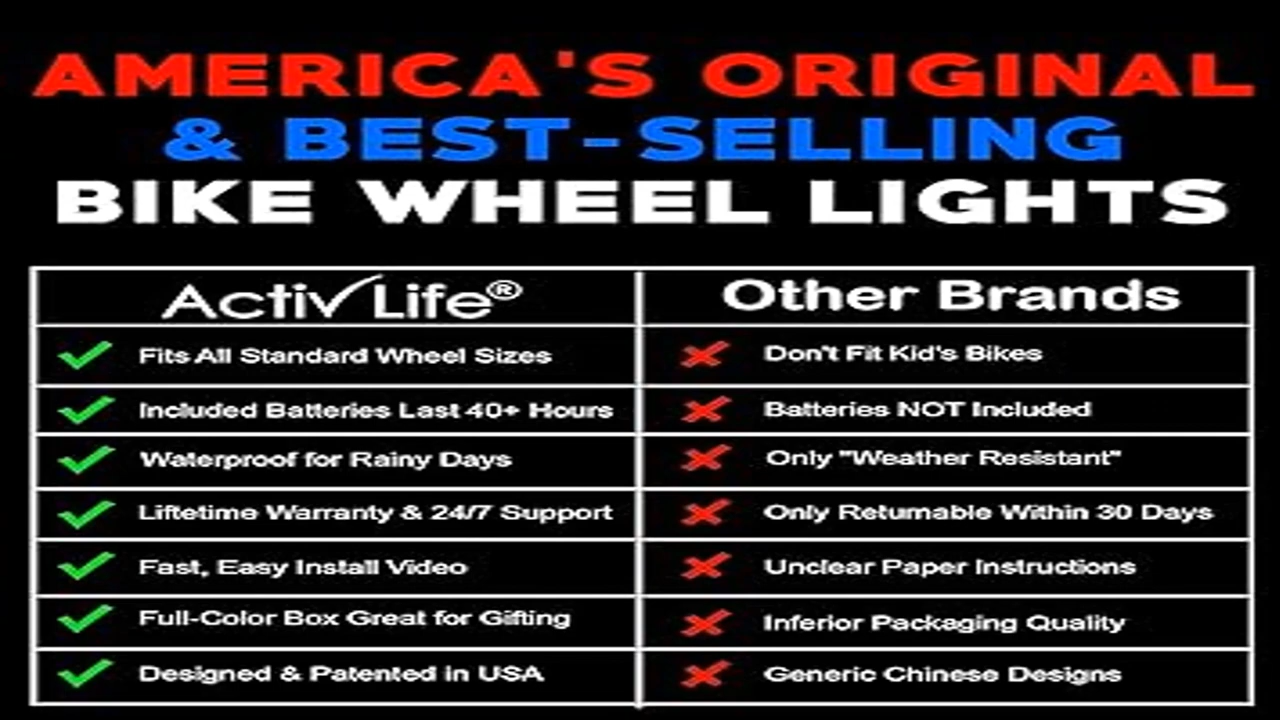 AMERICA'S ORIGINAL
& BEST-SELLING
BIKE WHEEL LIGHTS
Activ Life® Other Brands
Fits All Standard Wheel Sizes Don't Fit Kid's Bikes
Included Batteries Last 40+ Hours Batteries NOT Included
Waterproof for Rainy Days Only "Weather Resistant"
Liftetime Warranty & 24/7 Support Only Returnable Within 30 Days
Fast, Easy Install Video Unclear Paper Instructions
Full-Color Box Great for Gifting Inferior Packaging Quality
Designed & Patented in USA Generic Chinese Designs